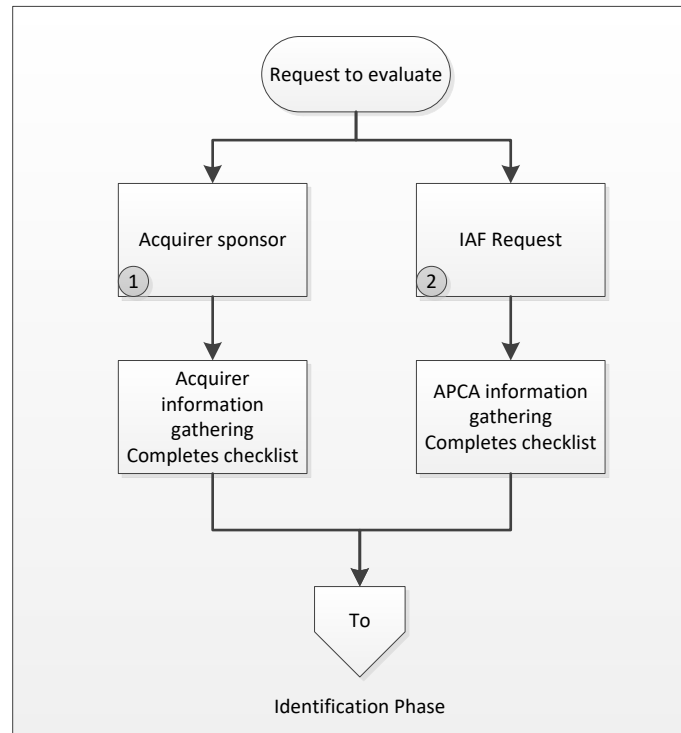 Request to evaluate
Acquirer sponsor
1
IAF Request
2
Acquirer
information
gathering
Completes checklist
APCA information
gathering
Completes checklist
To
Identification Phase